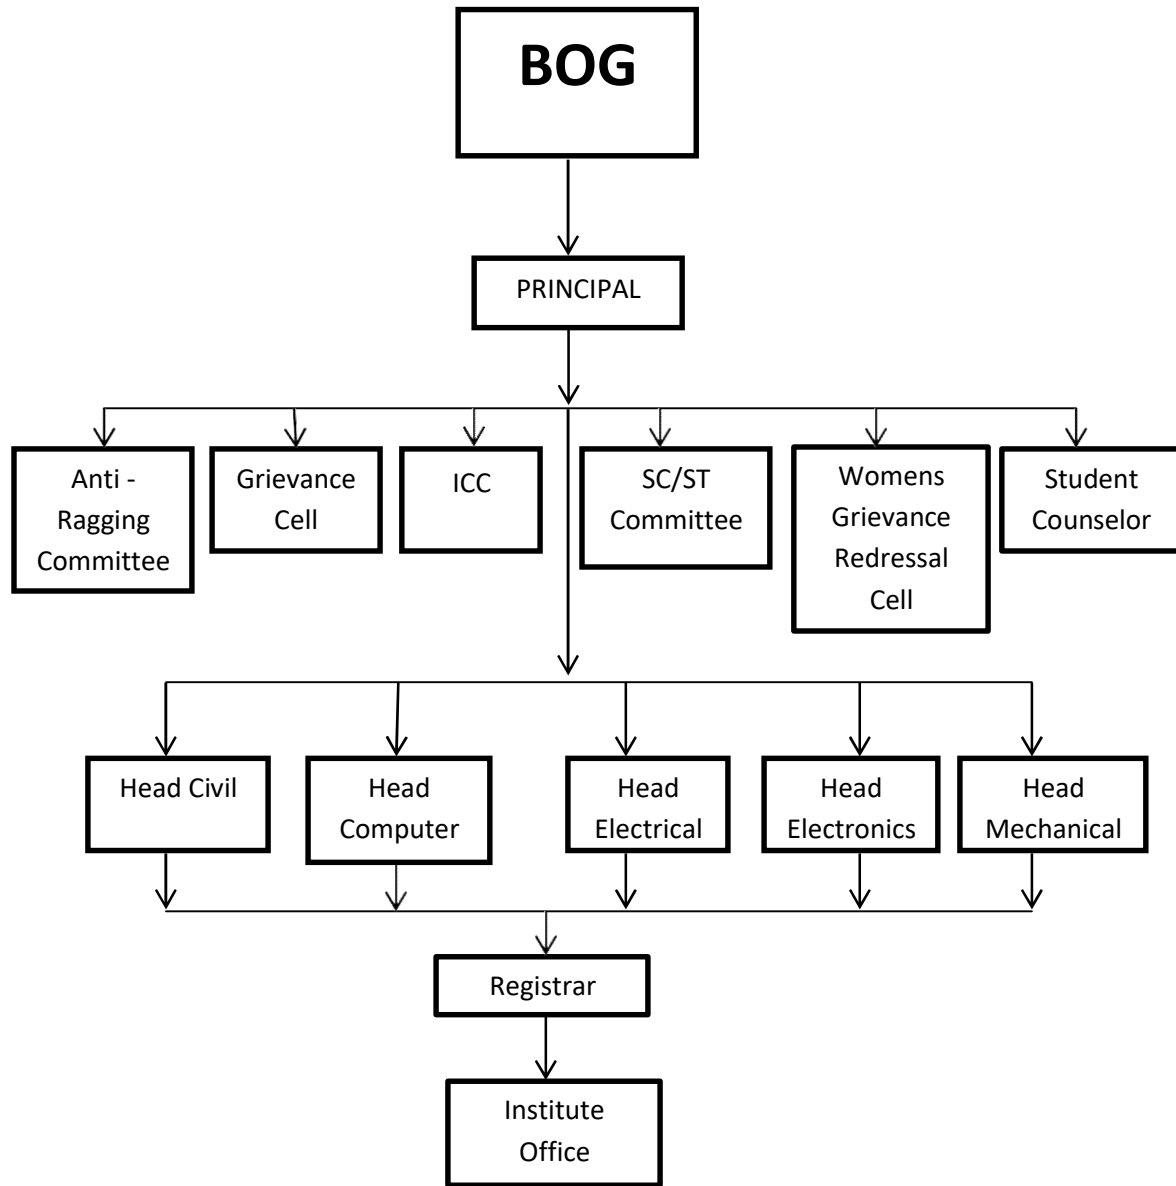 BOG
PRINCIPAL
Anti -
Ragging
Committee
Grievance
Cell
ICC
SC/ST
Committee
Womens
Grievance
Redressal
Cell
Student
Counselor
Head Civil
Head
Computer
Head
Electrical
Head
Electronics
Head
Mechanical
Registrar
Institute
Office